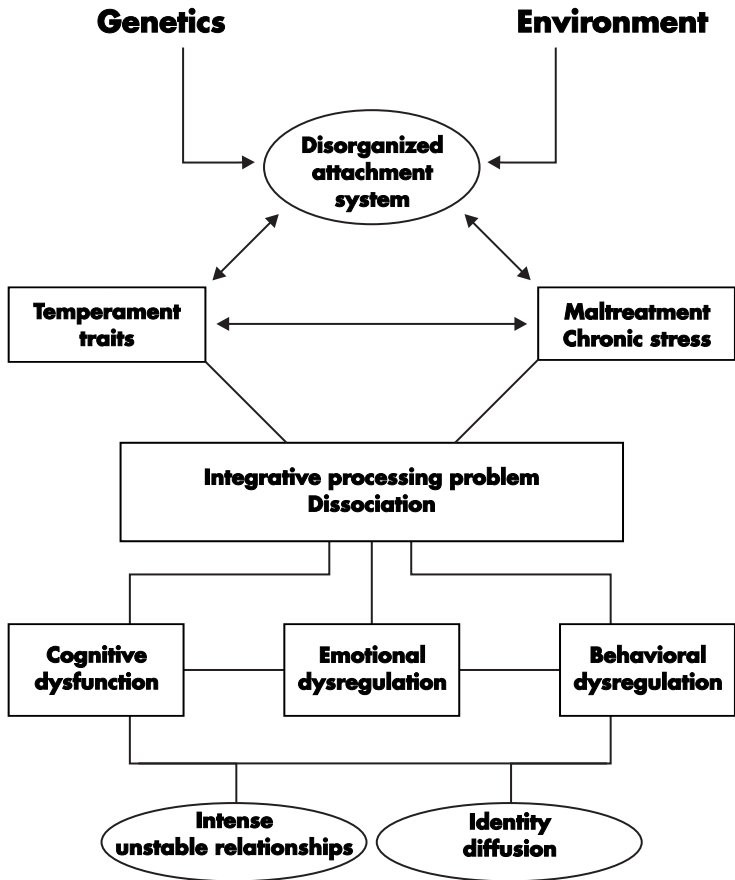 Genetics
Environment
Disorganized
attachment
system
Temperament
traits
Maltreatment
Chronic stress
Integrative processing problem
Dissociation
Cognitive
dysfunction
Emotional
dysregulation
Behavioral
dysregulation
Intense
unstable relationships
Identity
diffusion